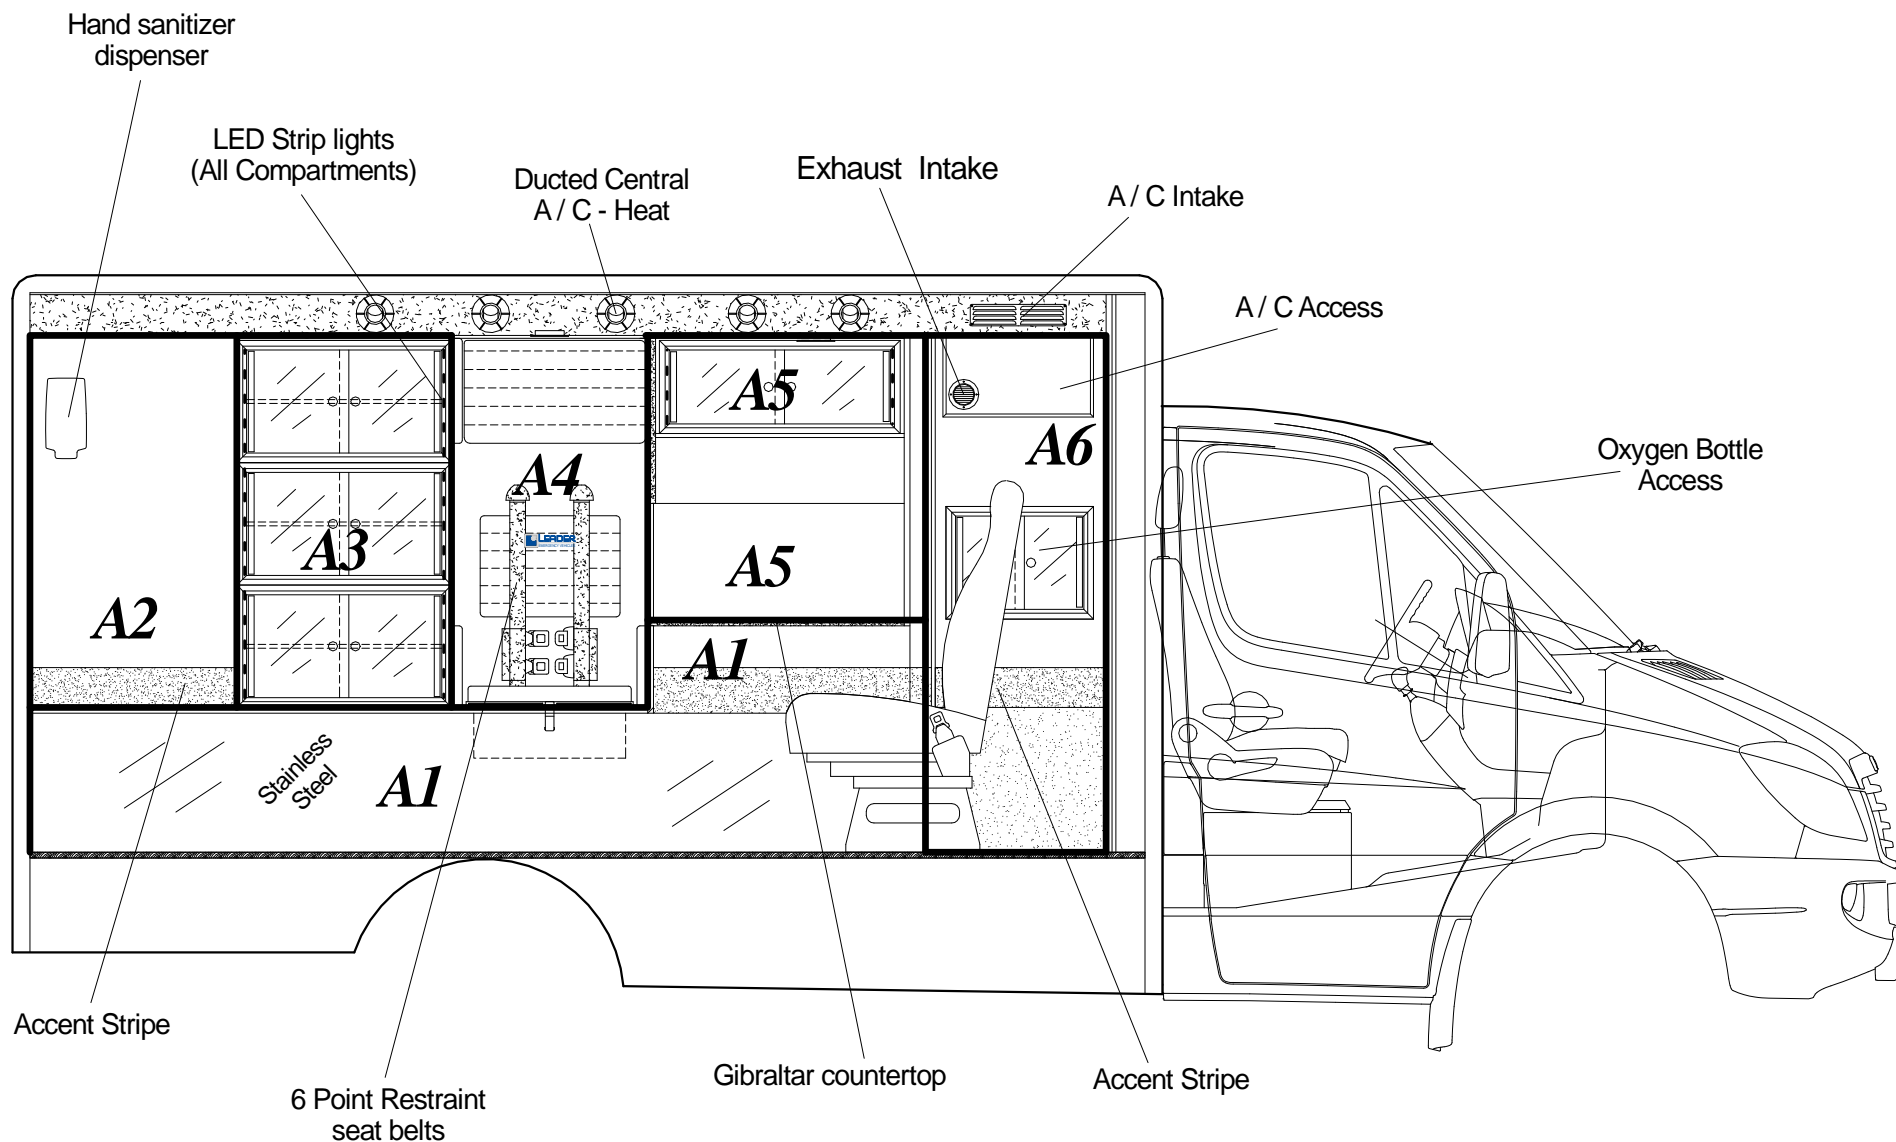 Hand sanitizer
dispenser
LED Strip lights
(All Compartments)
Ducted Central
A / C - Heat
Exhaust Intake
A / C Intake
A / C Access
Oxygen Bottle
Access
A5
A6
A4
LEADER
A3
A5
A2
A1
Stainless
Steel
A1
Accent Stripe
6 Point Restraint
seat belts
Gibraltar countertop
Accent Stripe